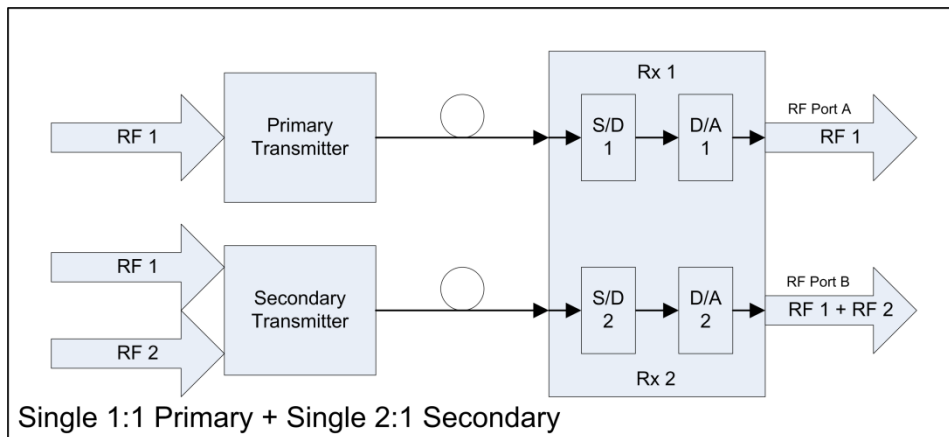 Rx 1
RF 1
Primary
Transmitter
S/D
1
D/A
1
RF Port A
RF 1
RF 1
RF 2
Secondary
Transmitter
S/D
2
D/A
2
RF Port B
RF 1 + RF 2
Rx 2
Single 1:1 Primary + Single 2:1 Secondary